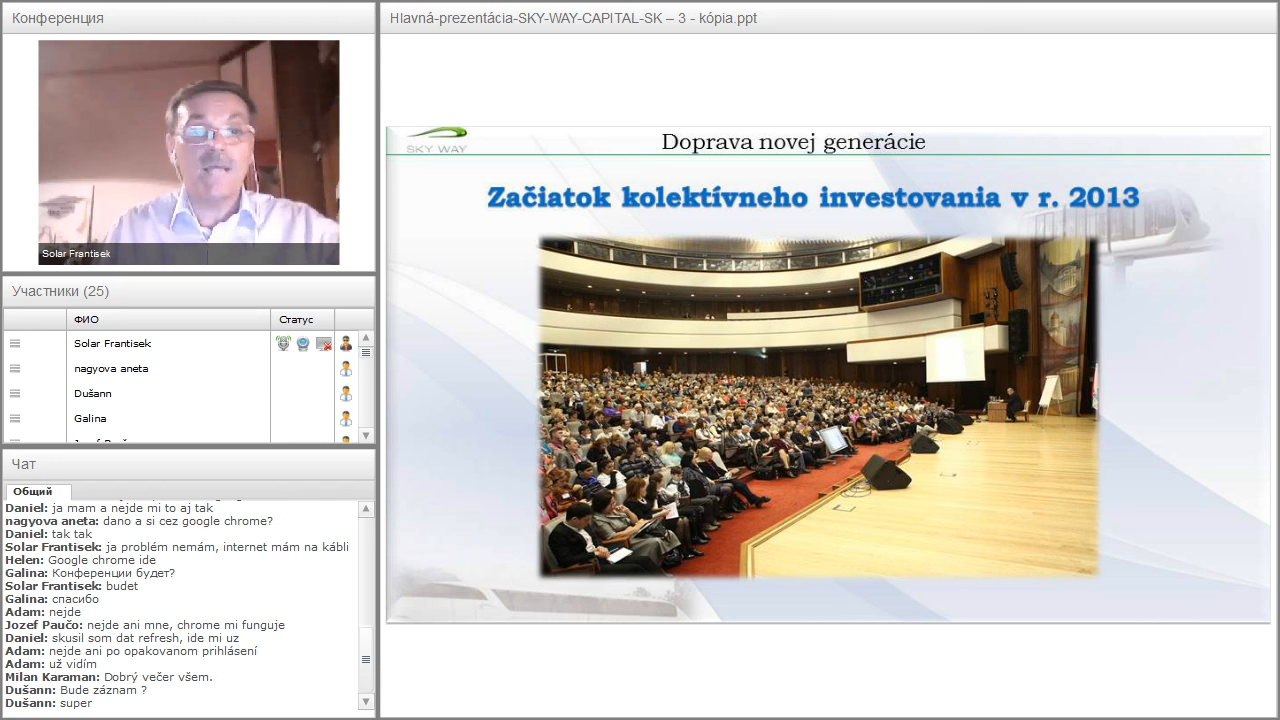 Конференция
Solar Frantisek
Участники (25)
ФИО Статус
Solar Frantisek
nagyova aneta
Dušann
Galina
Чат
Общий
Daniel: ja mam a nejde mi to aj tak
nagyova aneta: dano a si cez google chrome?
Daniel: tak tak
Solar Frantisek: ja problém nemám, internet mám na kábli
Helen: Google chrome ide
Galina: Конференции будет?
Solar Frantisek: budet
Galina: спасибо
Adam: nejde
Jozef Paučo: nejde ani mne, chrome mi funguje
Daniel: skusil som dat refresh, ide mi uz
Adam: nejde ani po opakovanom prihlásení
Adam: už vidím
Milan Karaman: Dobrý večer všem.
Dušann: Bude záznam ?
Dušann: super
Hlavná-prezentácia-SKY-WAY-CAPITAL-SK – 3 - kópia.ppt
SKY WAY
Doprava novej generácie
Začiatok kolektívneho investovania v r. 2013